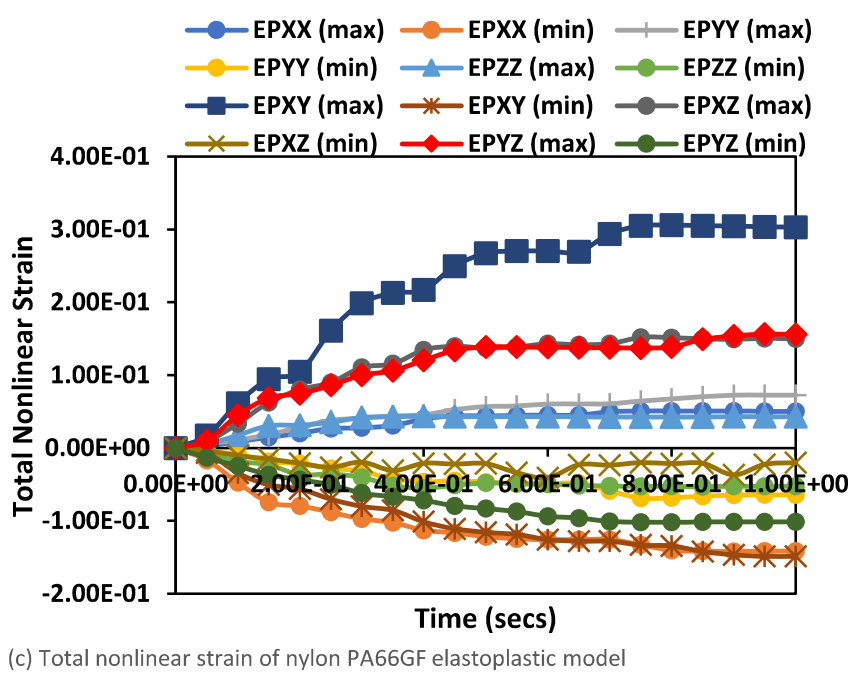 EPXX (max) EPXX (min) EPYY (max)
EPYY (min) EPZZ (max) EPZZ (min)
EPXY (max) EPXY (min) EPXZ (max)
EPXZ (min) EPYZ (max) EPYZ (min)
4.00E-01
3.00E-01
2.00E-01
1.00E-01
0.00E+00
-1.00E-01
-2.00E-01
Total Nonlinear Strain
0.00E+00 2.00E-01 4.00E-01 6.00E-01 8.00E-01 1.00E+00
Time (secs)
(c) Total nonlinear strain of nylon PA66GF elastoplastic model